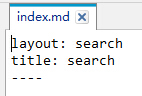 index.md
layout: search
title: search
----